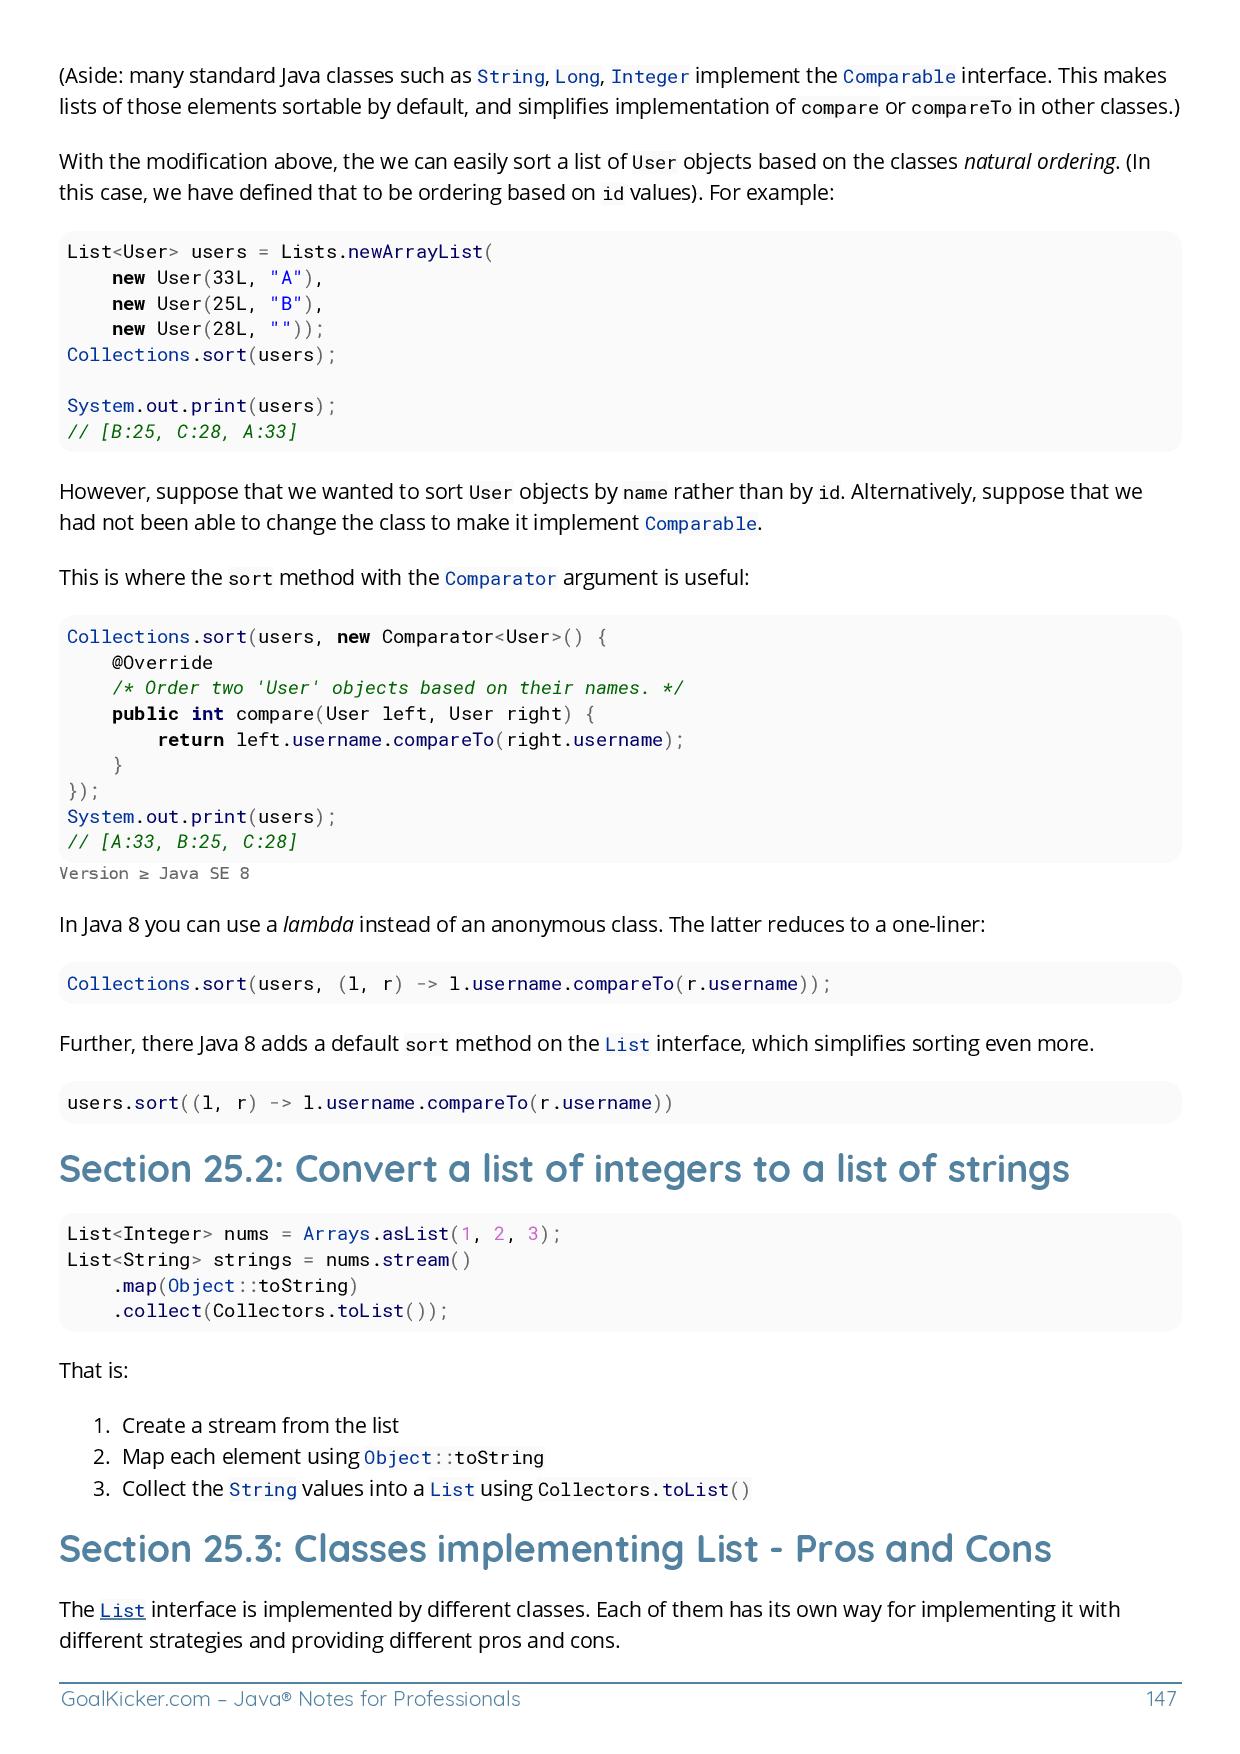 (Aside: many standard Java classes such as String, Long, Integer implement the Comparable interface. This makes
lists of those elements sortable by default, and simplifies implementation of compare or compareTo in other classes.)
With the modification above, the we can easily sort a list of User objects based on the classes natural ordering. (In
this case, we have defined that to be ordering based on id values). For example:
List<User> users = Lists.newArrayList(
    new User(33L, "A"),
    new User(25L, "B"),
    new User(28L, ""));
Collections.sort(users);
System.out.print(users);
// [B:25, C:28, A:33]
However, suppose that we wanted to sort User objects by name rather than by id. Alternatively, suppose that we
had not been able to change the class to make it implement Comparable.
This is where the sort method with the Comparator argument is useful:
Collections.sort(users, new Comparator<User>() {
    @Override
    /* Order two 'User' objects based on their names. */
    public int compare(User left, User right) {
        return left.username.compareTo(right.username);
    }
});
System.out.print(users);
// [A:33, B:25, C:28]
Version ≥ Java SE 8
In Java 8 you can use a lambda instead of an anonymous class. The latter reduces to a one-liner:
Collections.sort(users, (l, r) -> l.username.compareTo(r.username));
Further, there Java 8 adds a default sort method on the List interface, which simplifies sorting even more.
users.sort((l, r) -> l.username.compareTo(r.username))
Section 25.2: Convert a list of integers to a list of strings
List<Integer> nums = Arrays.asList(1, 2, 3);
List<String> strings = nums.stream()
    .map(Object::toString)
    .collect(Collectors.toList());
That is:
1. Create a stream from the list
2. Map each element using Object::toString
3. Collect the String values into a List using Collectors.toList()
Section 25.3: Classes implementing List - Pros and Cons
The List interface is implemented by different classes. Each of them has its own way for implementing it with
different strategies and providing different pros and cons.
GoalKicker.com – Java® Notes for Professionals 147